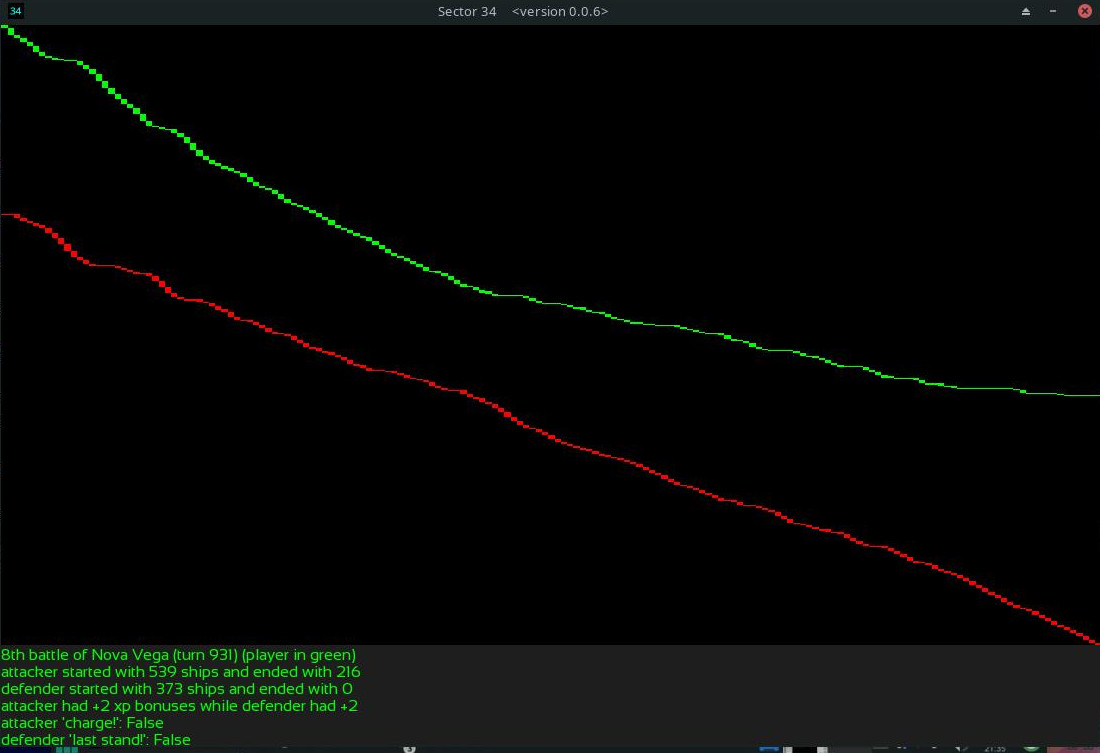 34
Sector 34 <version 0.0.6>
8th battle of Nova Vega (turn 931) (player in green)
attacker started with 539 ships and ended with 216
defender started with 373 ships and ended with 0
attacker had +2 xp bonuses while defender had +2
attacker 'charge!': False
defender 'last stand!': False
21:35